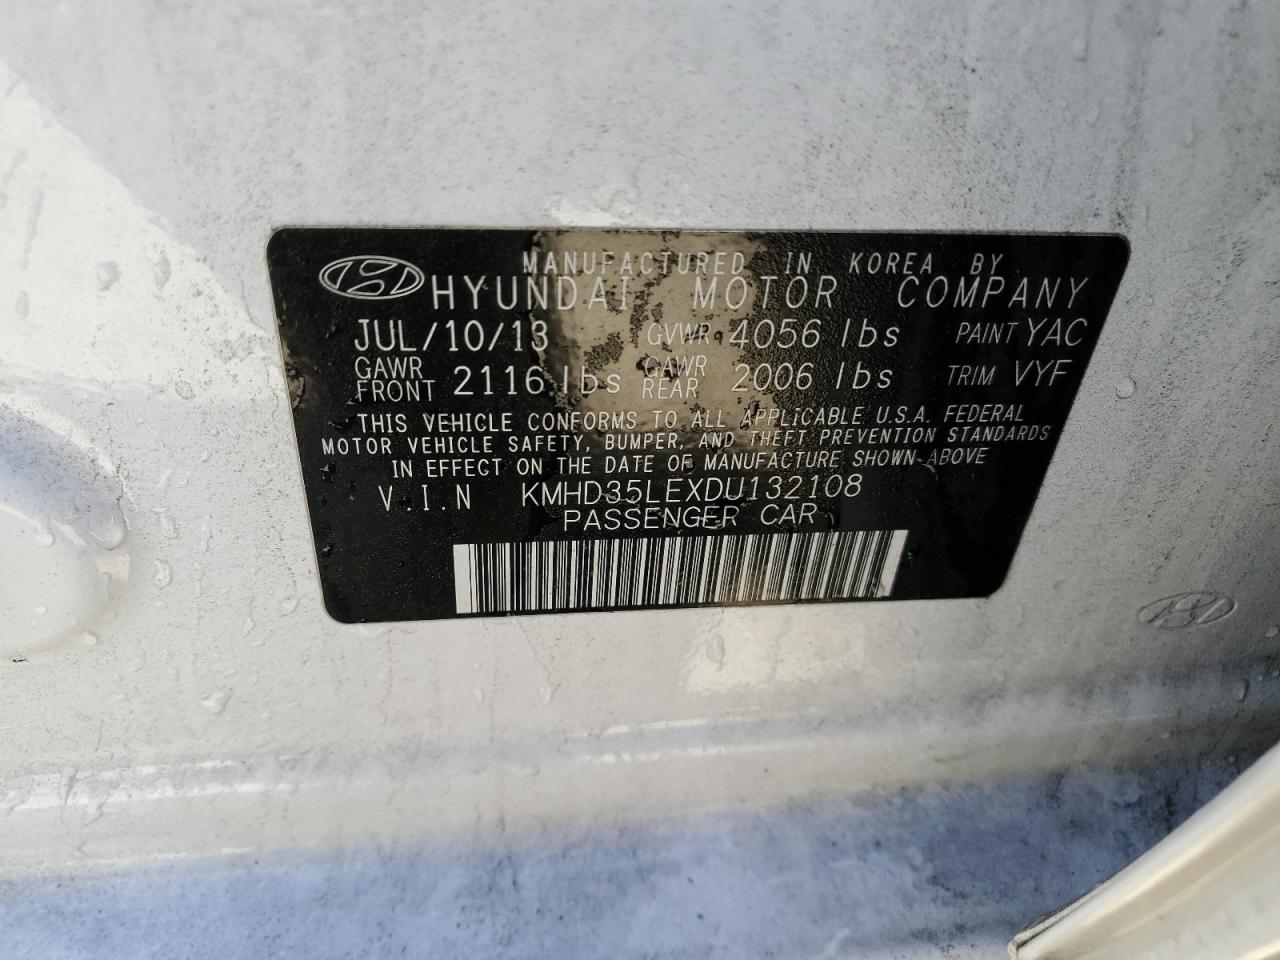 MANUFACTURED IN KOREA BY
HYUNDAI MOTOR COMPANY
JUL/10/13 GVWR 4056 lbs PAINT YAC
GAWR FRONT 2116 lbs GAWR REAR 2006 lbs TRIM VYF
THIS VEHICLE CONFORMS TO ALL APPLICABLE U.S.A. FEDERAL
MOTOR VEHICLE SAFETY, BUMPER, AND THEFT PREVENTION STANDARDS
IN EFFECT ON THE DATE OF MANUFACTURE SHOWN ABOVE
V.I.N KMHD35LEXDU132108
PASSENGER CAR